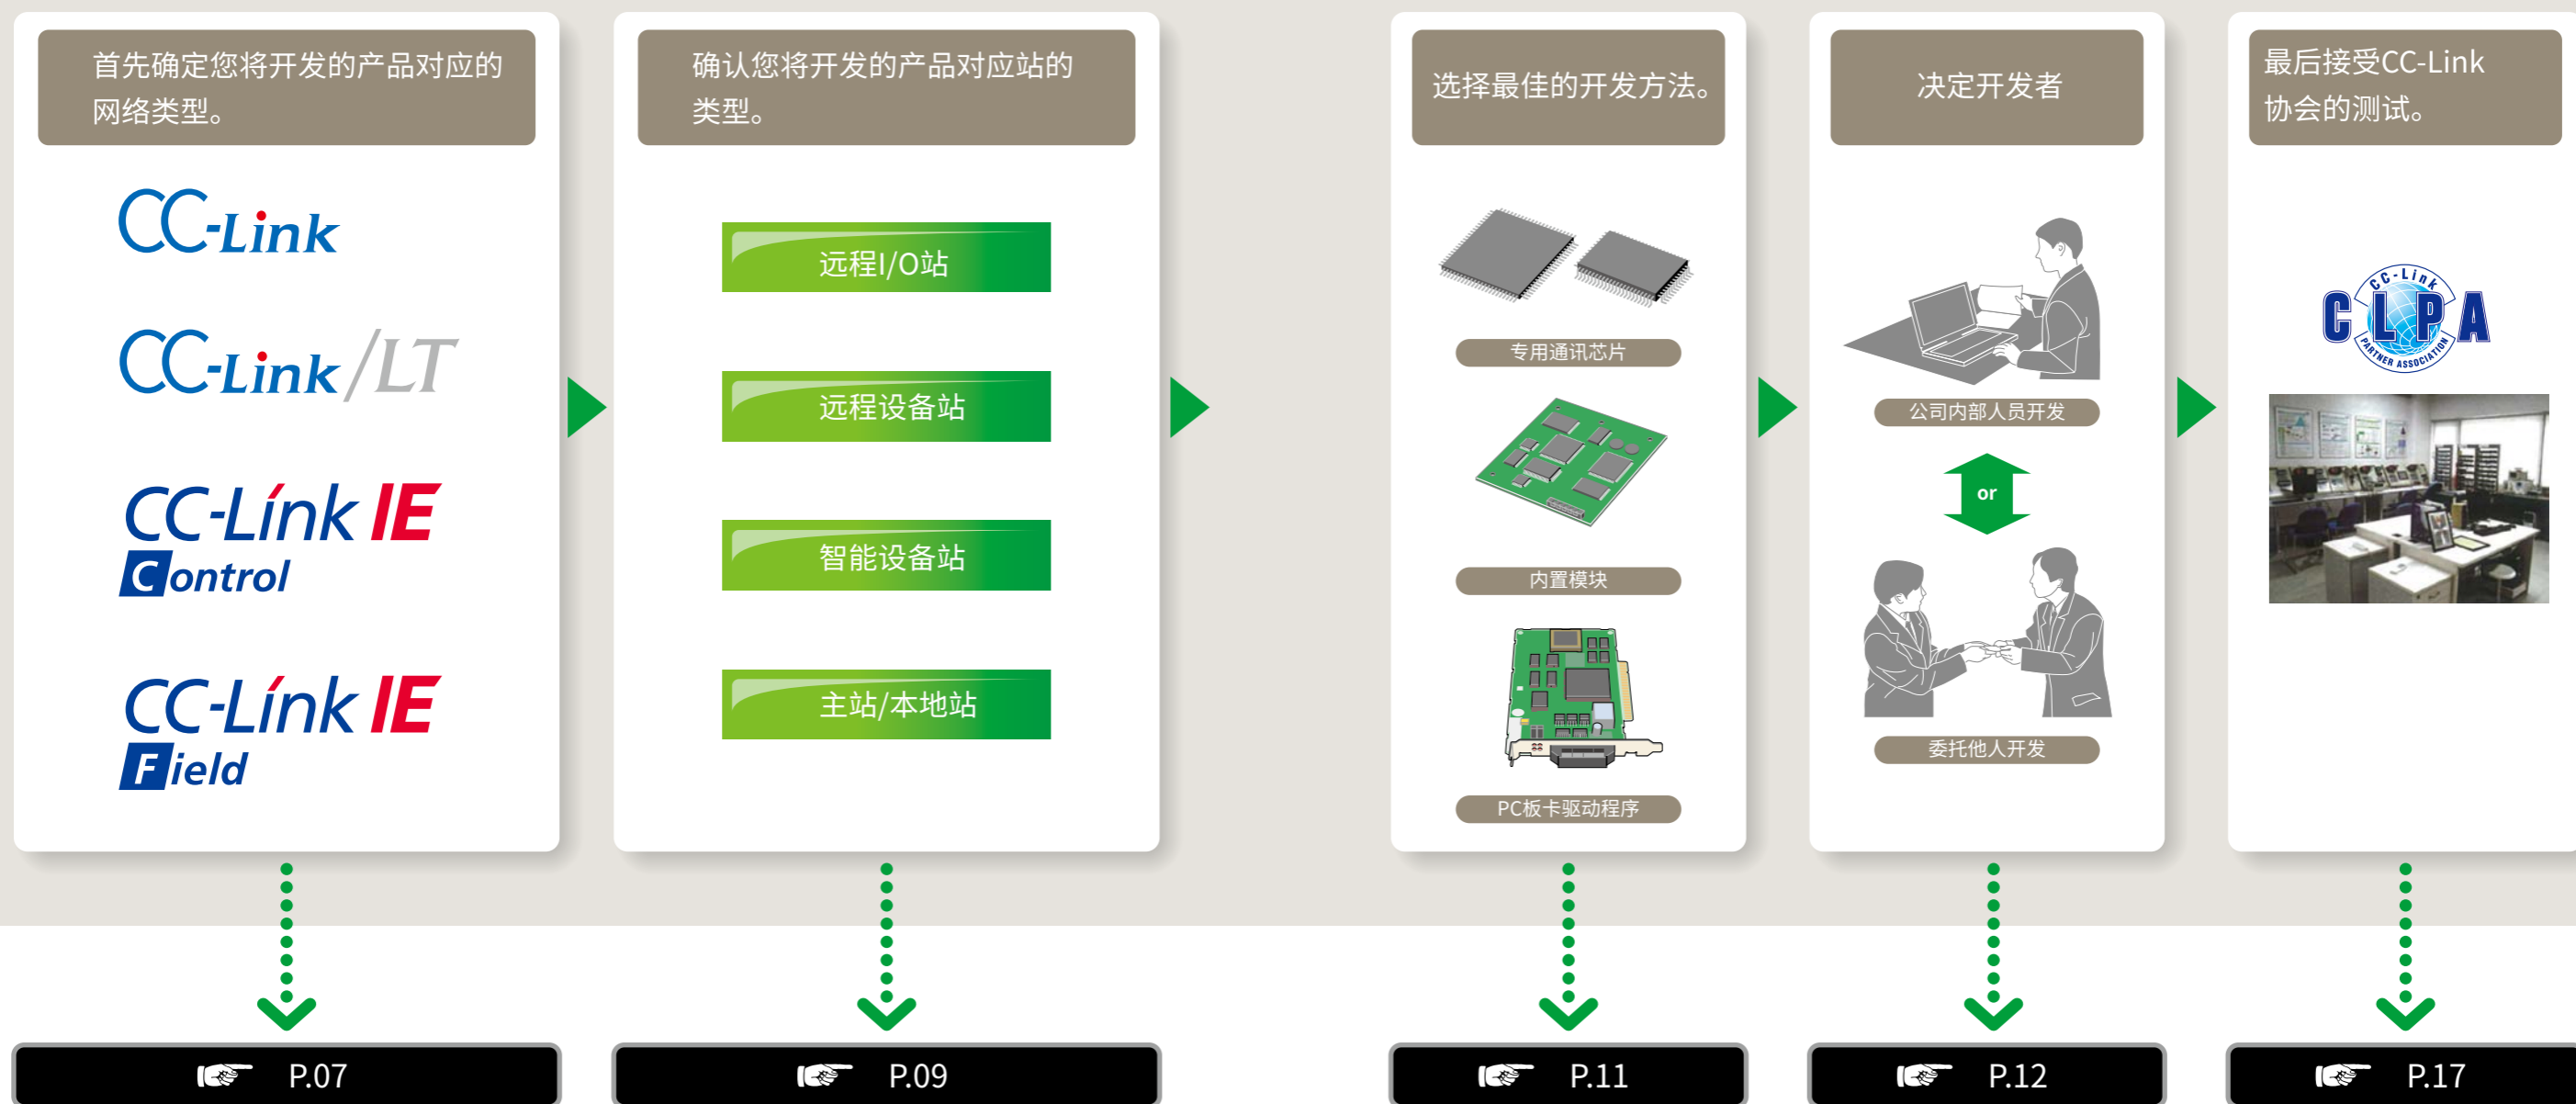 首先确定您将开发的产品对应的
网络类型。
CC-Link
CC-Link/LT
CC-Link IE
Control
CC-Link IE
Field
P.07
确认您将开发的产品对应站的
类型。
远程I/O站
远程设备站
智能设备站
主站/本地站
P.09
选择最佳的开发方法。
专用通讯芯片
内置模块
PC板卡驱动程序
P.11
决定开发者
公司内部人员开发
or
委托他人开发
P.12
最后接受CC-Link
协会的测试。
CC-Link
CLPA
PARTNER ASSOCIATION
P.17